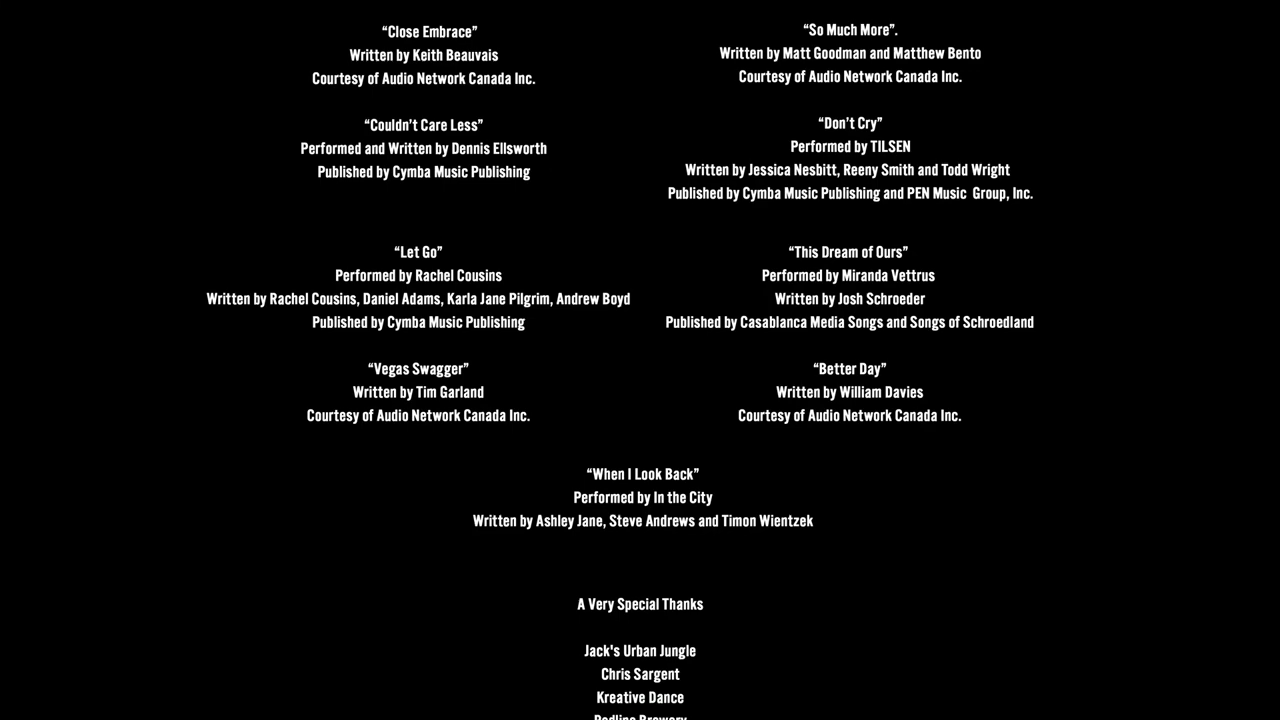 “Close Embrace”
Written by Keith Beauvais
Courtesy of Audio Network Canada Inc.
“So Much More”.
Written by Matt Goodman and Matthew Bento
Courtesy of Audio Network Canada Inc.
“Couldn’t Care Less”
Performed and Written by Dennis Ellsworth
Published by Cymba Music Publishing
“Don’t Cry”
Performed by TILSEN
Written by Jessica Nesbitt, Reeny Smith and Todd Wright
Published by Cymba Music Publishing and PEN Music Group, Inc.
“Let Go”
Performed by Rachel Cousins
Written by Rachel Cousins, Daniel Adams, Karla Jane Pilgrim, Andrew Boyd
Published by Cymba Music Publishing
“This Dream of Ours”
Performed by Miranda Vettrus
Written by Josh Schroeder
Published by Casablanca Media Songs and Songs of Schroedland
“Vegas Swagger”
Written by Tim Garland
Courtesy of Audio Network Canada Inc.
“Better Day”
Written by William Davies
Courtesy of Audio Network Canada Inc.
“When I Look Back”
Performed by In the City
Written by Ashley Jane, Steve Andrews and Timon Wientzek
A Very Special Thanks
Jack's Urban Jungle
Chris Sargent
Kreative Dance